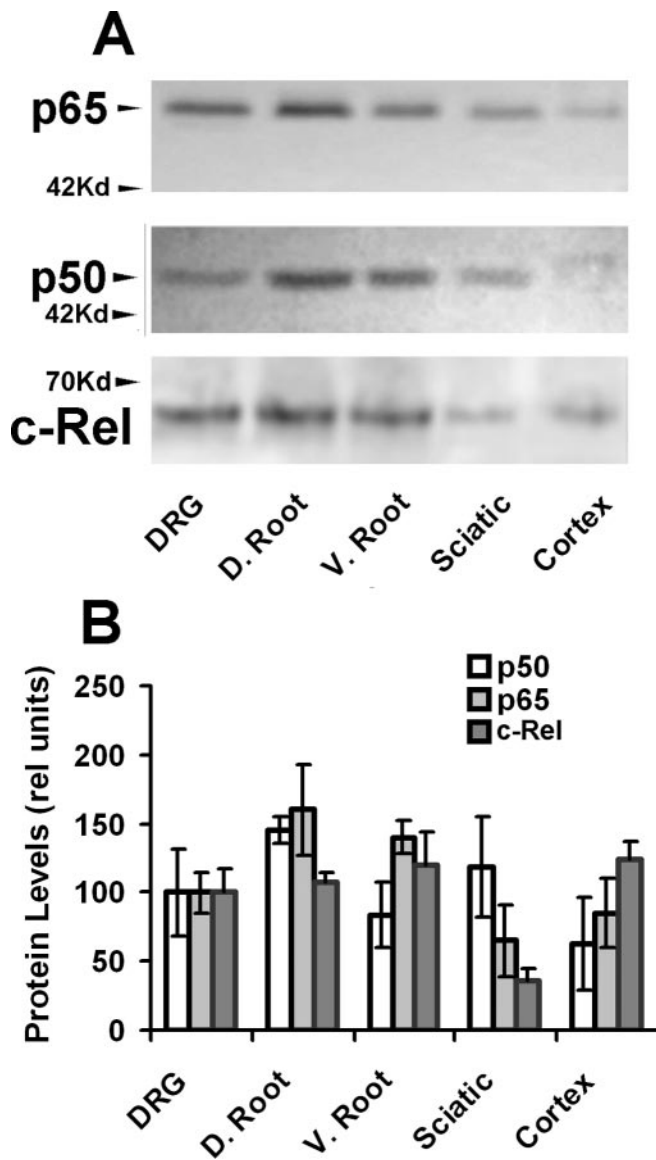 A
p65
42Kd
p50
42Kd
70Kd
c-Rel
DRG
D. Root
V. Root
Sciatic
Cortex
B
Protein Levels (rel units)
250
200
150
100
50
0
p50
p65
c-Rel
DRG
D. Root
V. Root
Sciatic
Cortex